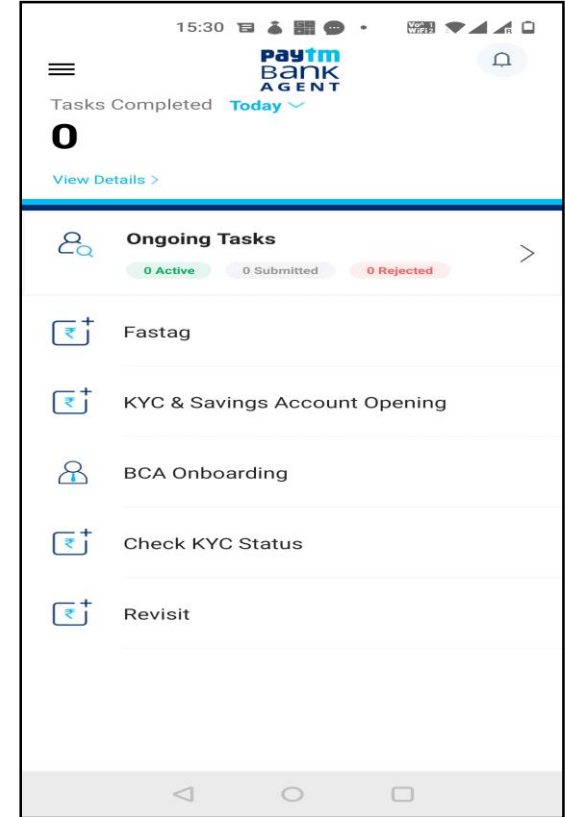 15:30
paytm
Bank
AGENT
Tasks Completed Today
0
View Details >
Ongoing Tasks
0 Active 0 Submitted 0 Rejected
Fastag
KYC & Savings Account Opening
BCA Onboarding
Check KYC Status
Revisit